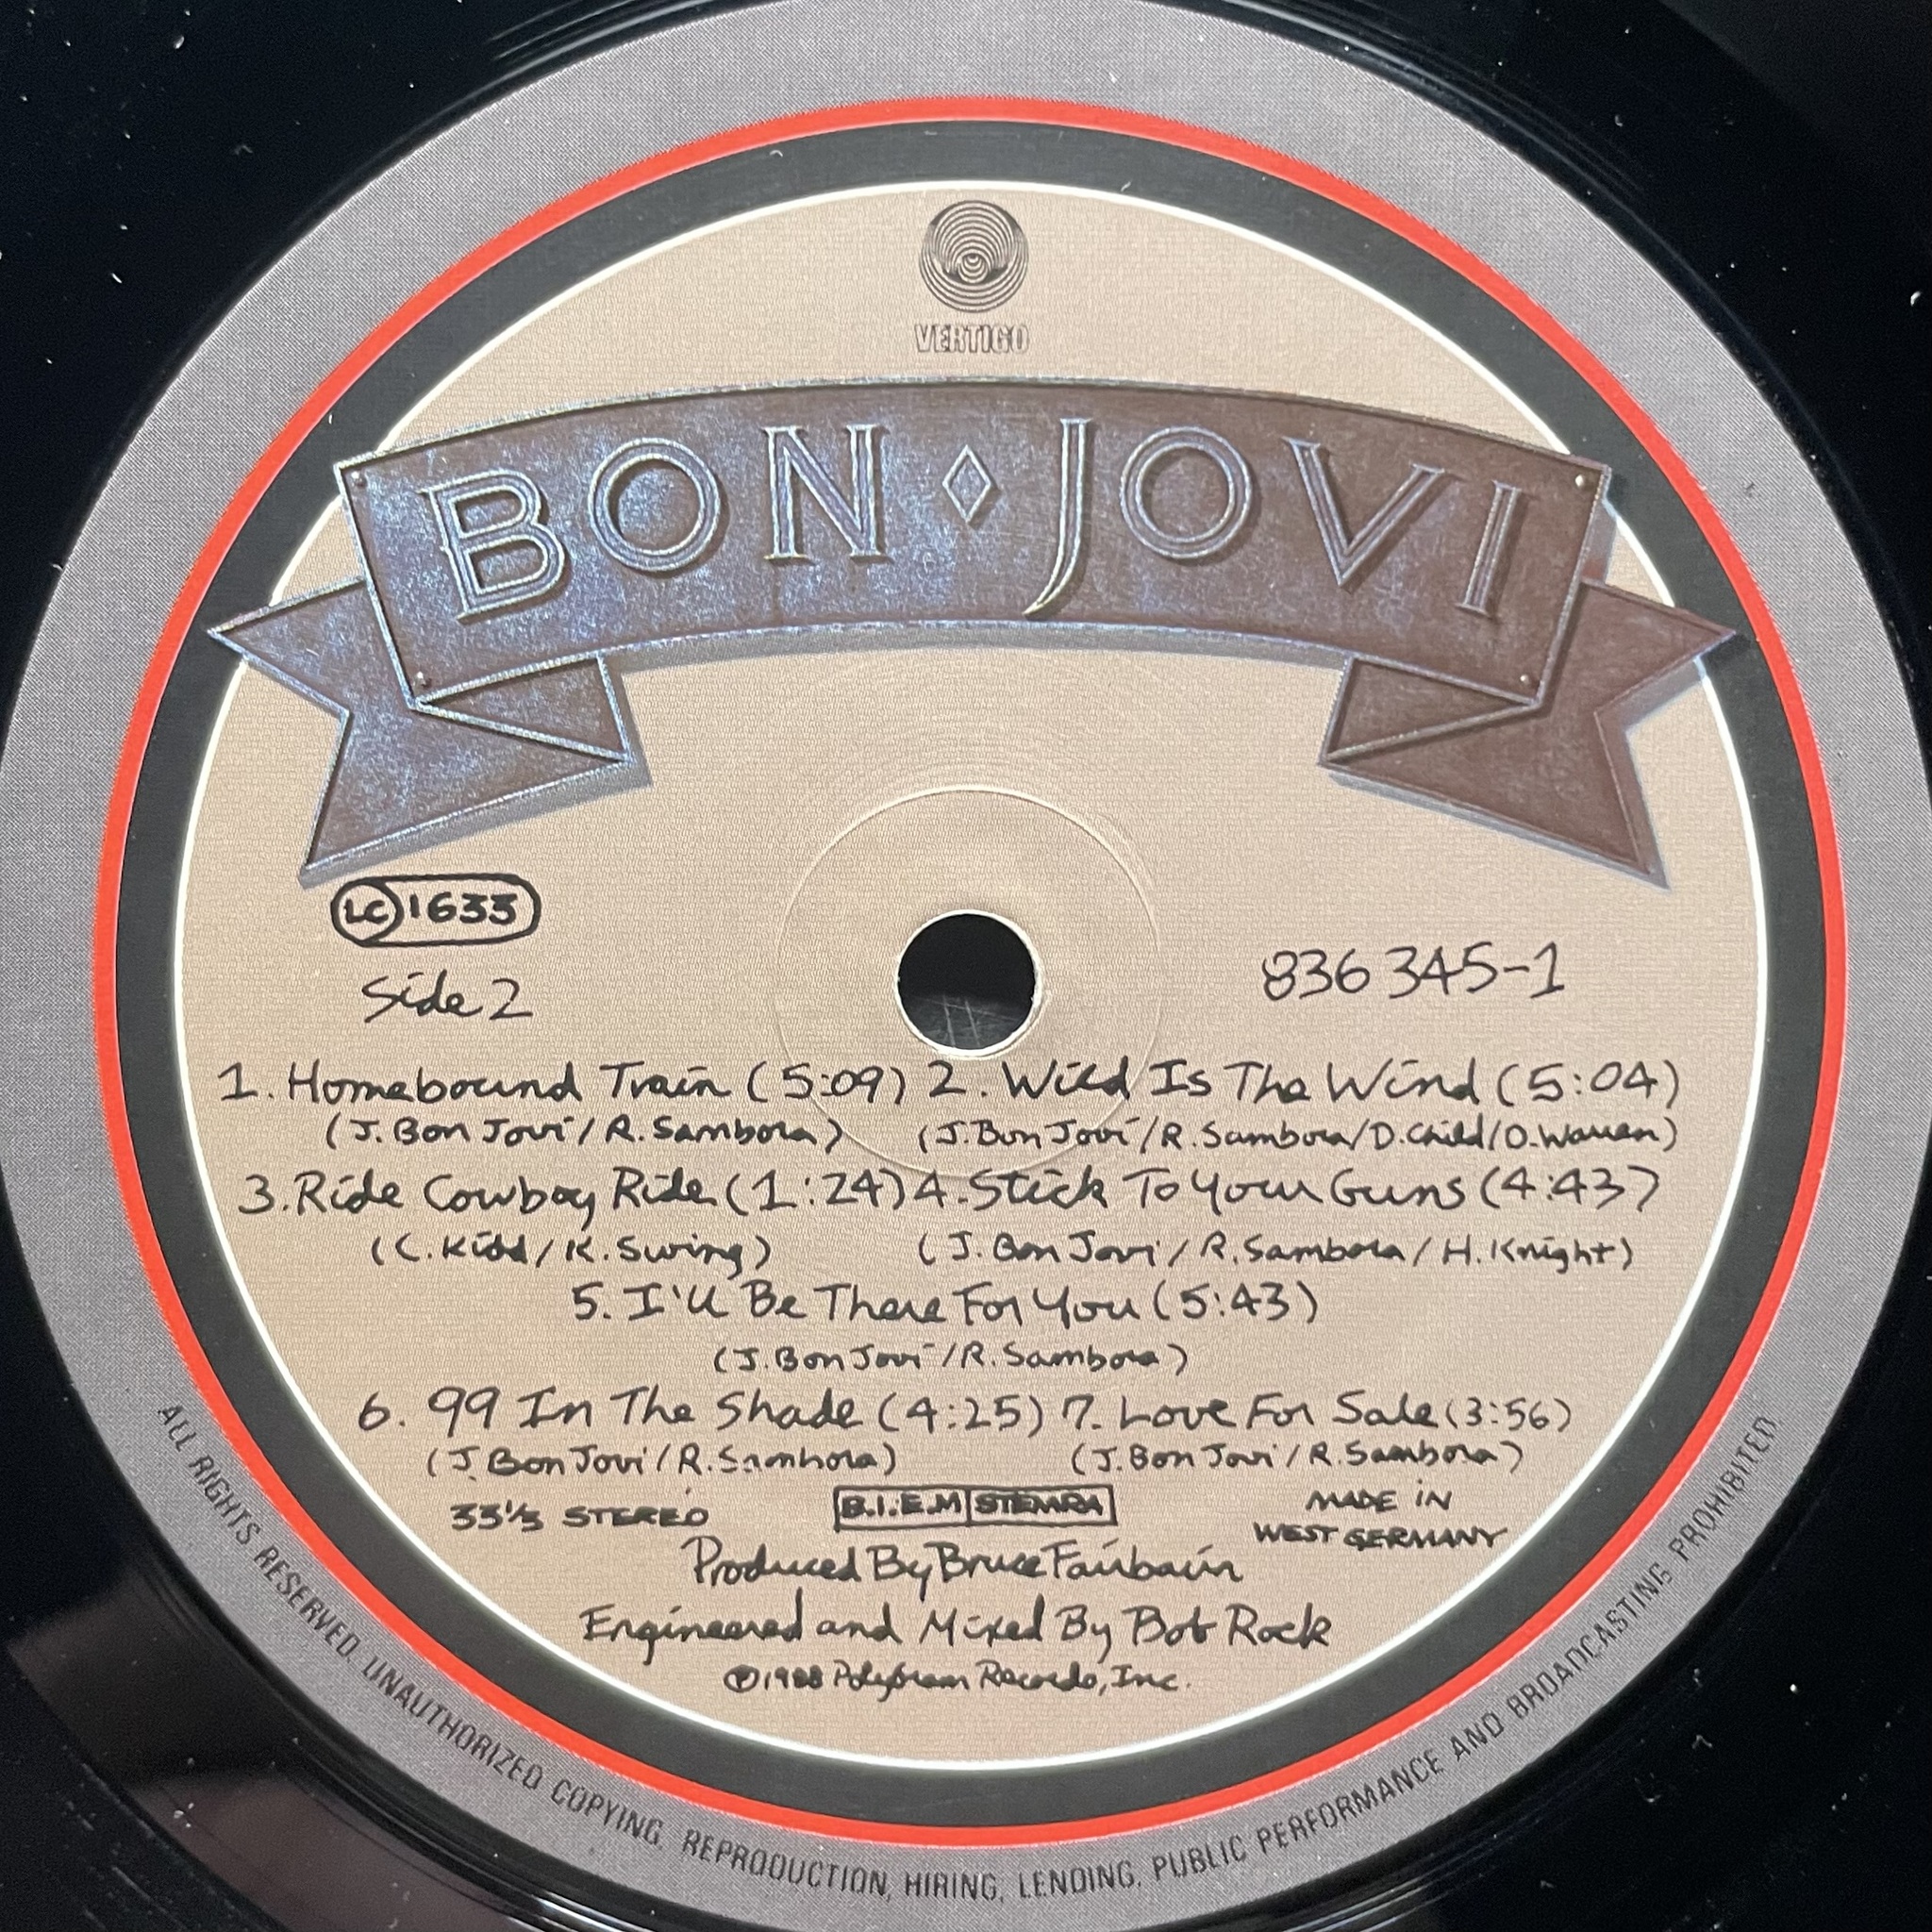 VERTIGO
BON ◇ JOVI
LC 1633
Side 2
836 345-1
1. Homebound Train (5:09) 2. Wild Is The Wind (5:04)
(J. Bon Jovi / R. Sambora) (J. Bon Jovi / R. Sambora / D. Child / D. Warren)
3. Ride Cowboy Ride (1:24) 4. Stick To Your Guns (4:43)
(C. Kidd / K. Swing) (J. Bon Jovi / R. Sambora / H. Knight)
5. I'll Be There For You (5:43)
(J. Bon Jovi / R. Sambora)
6. 99 In The Shade (4:25) 7. Love For Sale (3:56)
(J. Bon Jovi / R. Sambora) (J. Bon Jovi / R. Sambora)
33⅓ STEREO B.I.E.M STEMRA MADE IN
WEST GERMANY
Produced By Bruce Fairbairn
Engineered and Mixed By Bob Rock
℗ 1988 PolyGram Records, Inc.
ALL RIGHTS RESERVED. UNAUTHORIZED COPYING, REPRODUCTION, HIRING, LENDING, PUBLIC PERFORMANCE AND BROADCASTING PROHIBITED.